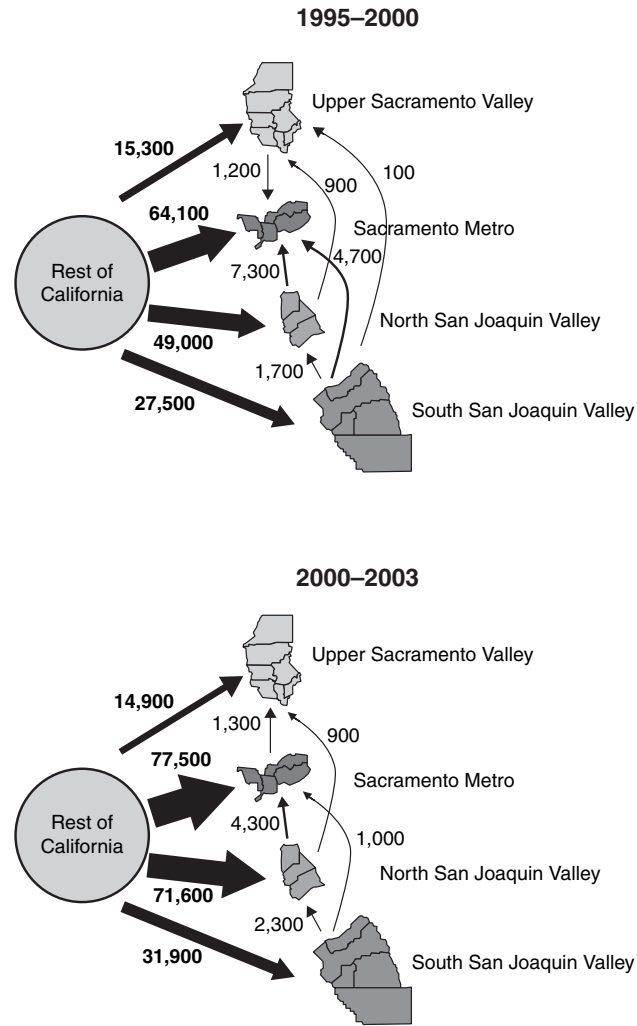 1995–2000
Upper Sacramento Valley
15,300
1,200
900
100
64,100
Sacramento Metro
7,300
4,700
Rest of
California
North San Joaquin Valley
49,000
1,700
27,500
South San Joaquin Valley
2000–2003
Upper Sacramento Valley
14,900
1,300
900
77,500
Sacramento Metro
4,300
1,000
Rest of
California
North San Joaquin Valley
71,600
2,300
31,900
South San Joaquin Valley